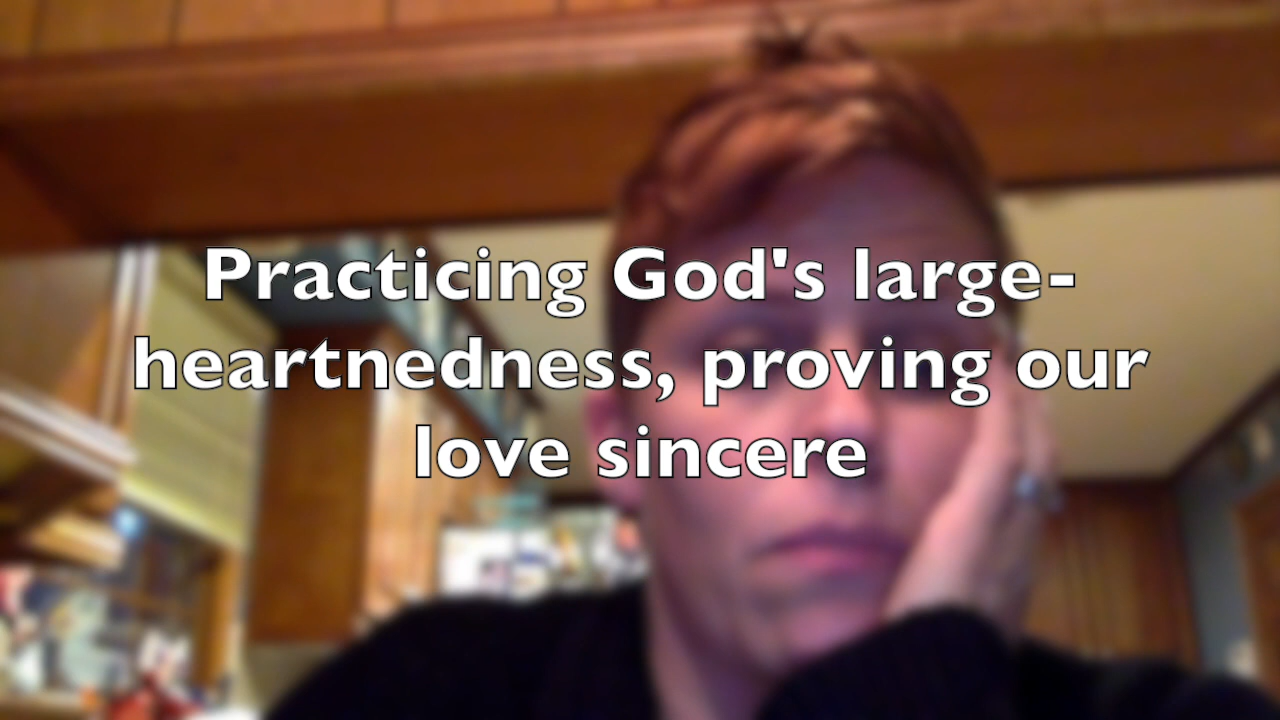 Practicing God's large-
heartnedness, proving our
love sincere